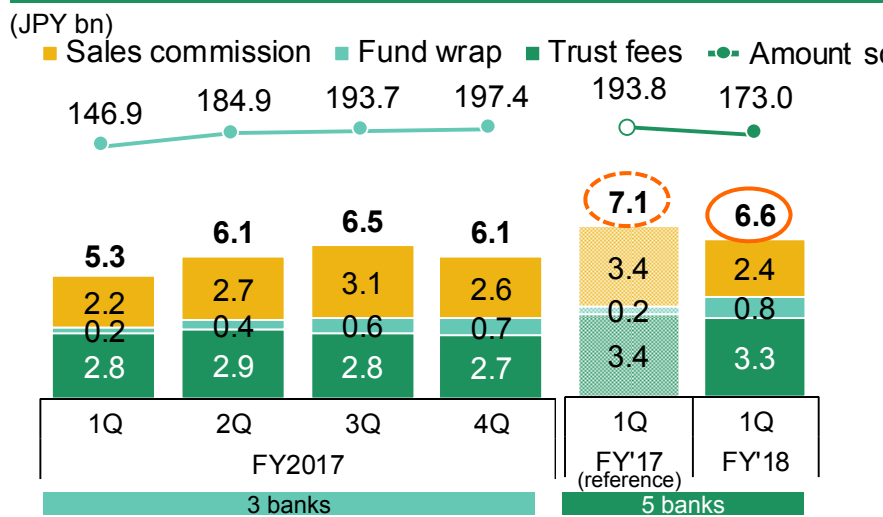 (JPY bn)
Sales commission Fund wrap Trust fees Amount
146.9 184.9 193.7 197.4 193.8 173.0
5.3 6.1 6.5 6.1 7.1 6.6
2.2 2.7 3.1 2.6 3.4 2.4
0.2 0.4 0.6 0.7 0.2 0.8
2.8 2.9 2.8 2.7 3.4 3.3
1Q 2Q 3Q 4Q 1Q 1Q
FY2017 FY'17 FY'18
(reference)
3 banks 5 banks